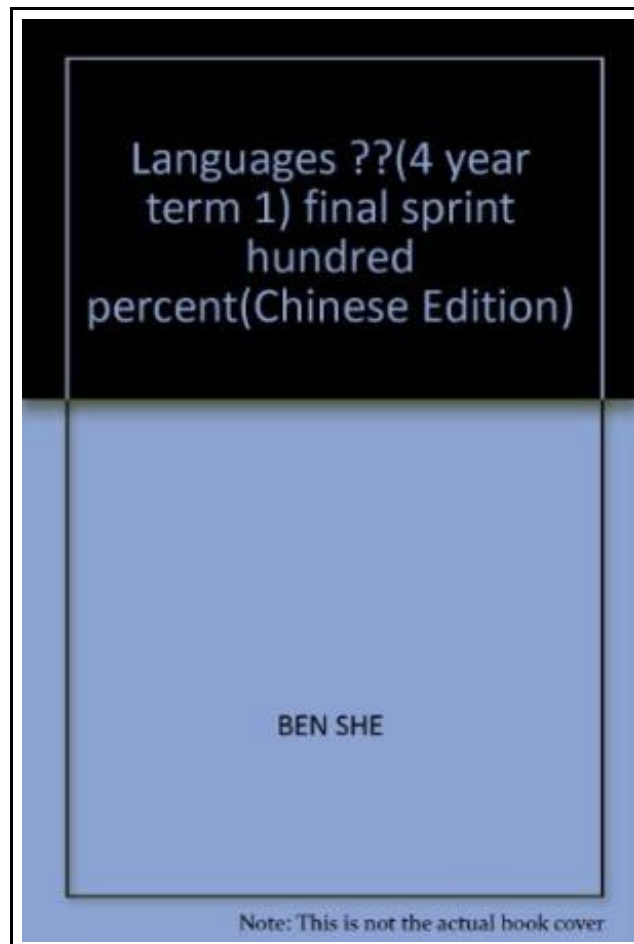 Languages ??(4 year
term 1) final sprint
hundred
percent(Chinese Edition)
BEN SHE
Note: This is not the actual book cover